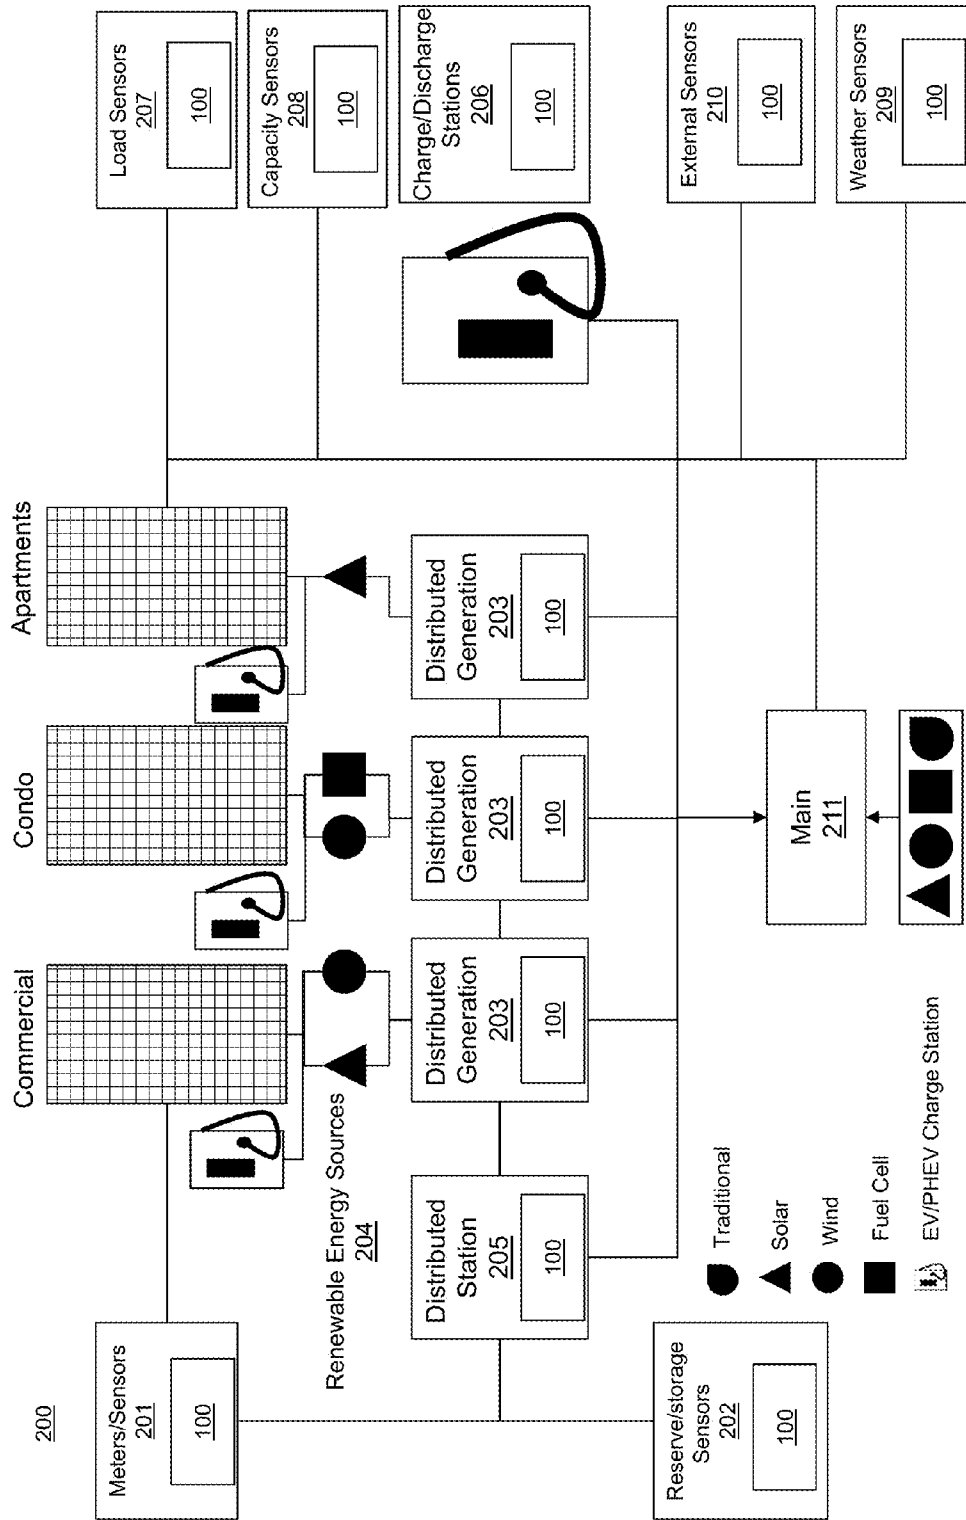 200
Commercial
Condo
Apartments
Meters/Sensors
201
100
Load Sensors
207
100
Capacity Sensors
208
100
Renewable Energy Sources
204
Charge/Discharge
Stations
206
100
Distributed
Station
205
100
Distributed
Generation
203
100
Distributed
Generation
203
100
Distributed
Generation
203
100
Reserve/storage
Sensors
202
100
External Sensors
210
100
Weather Sensors
209
100
Main
211
Traditional
Solar
Wind
Fuel Cell
EV/PHEV Charge Station